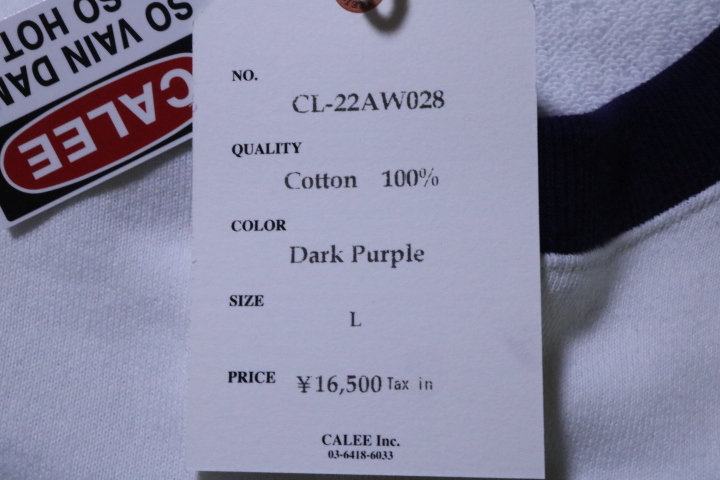 SO VAIN DAM
SO HOT
CALEE
NO.
CL-22AW028
QUALITY
Cotton 100%
COLOR
Dark Purple
SIZE
L
PRICE
¥16,500 Tax in
CALEE Inc.
03-6418-6033